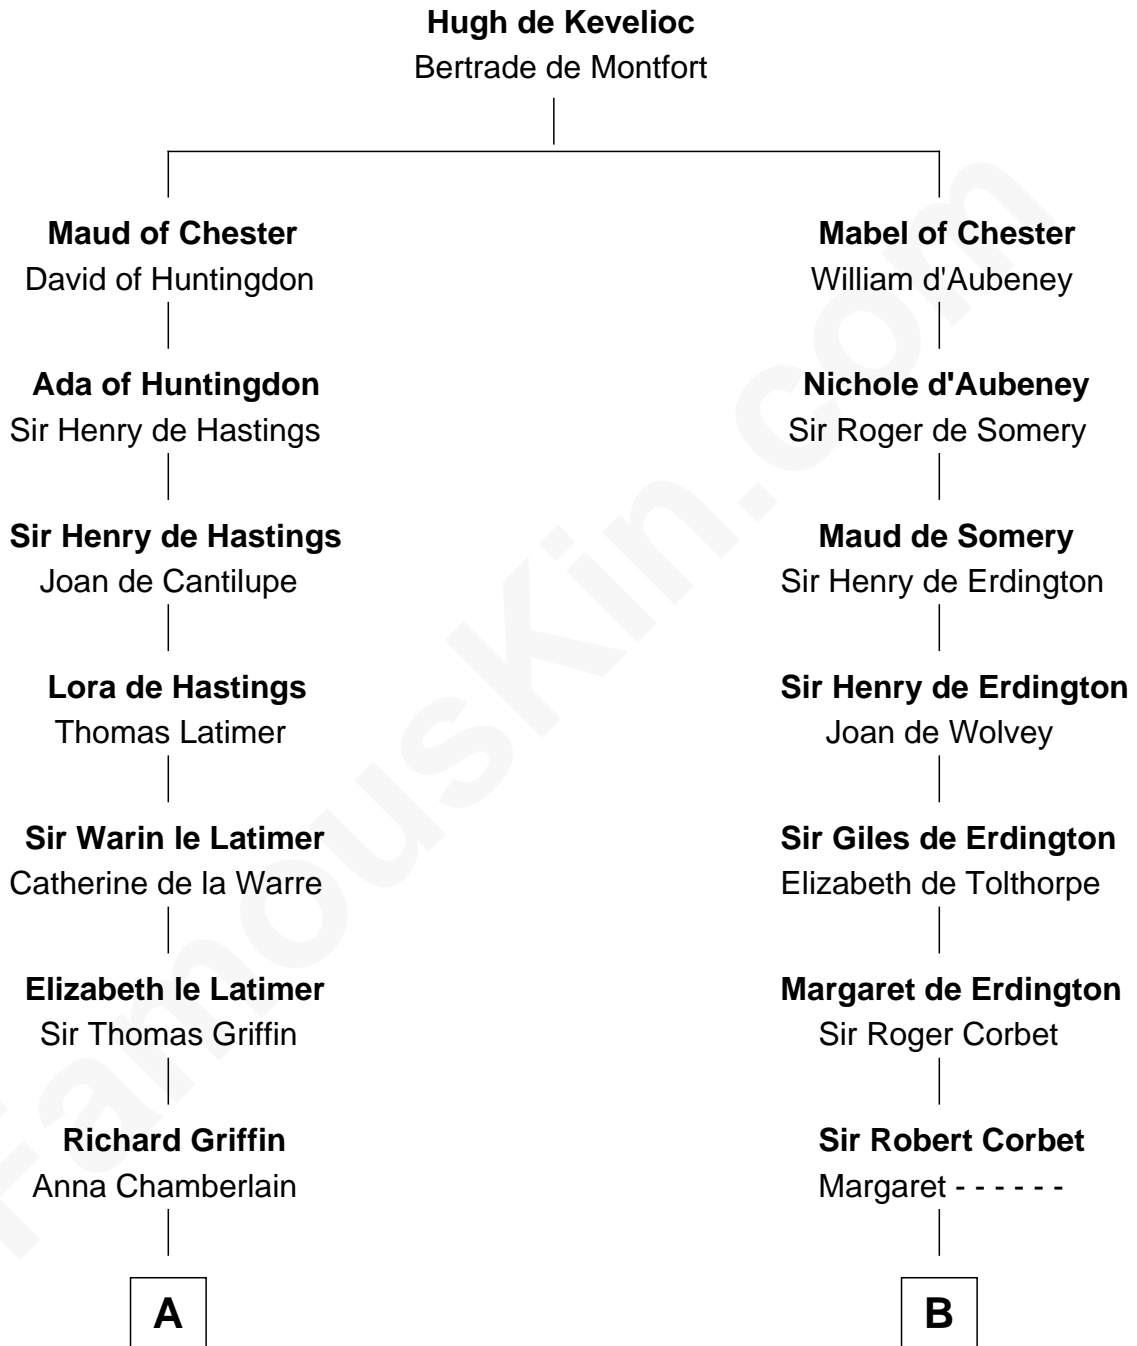 Hugh de Kevelioc
Bertrade de Montfort
Maud of Chester
David of Huntingdon
Mabel of Chester
William d'Aubeney
Ada of Huntingdon
Sir Henry de Hastings
Nichole d'Aubeney
Sir Roger de Somery
Sir Henry de Hastings
Joan de Cantilupe
Maud de Somery
Sir Henry de Erdington
Lora de Hastings
Thomas Latimer
Sir Henry de Erdington
Joan de Wolvey
Sir Warin le Latimer
Catherine de la Warre
Sir Giles de Erdington
Elizabeth de Tolthorpe
Elizabeth le Latimer
Sir Thomas Griffin
Margaret de Erdington
Sir Roger Corbet
Richard Griffin
Anna Chamberlain
Sir Robert Corbet
Margaret - - - - - -
A
B
FamousKin.com